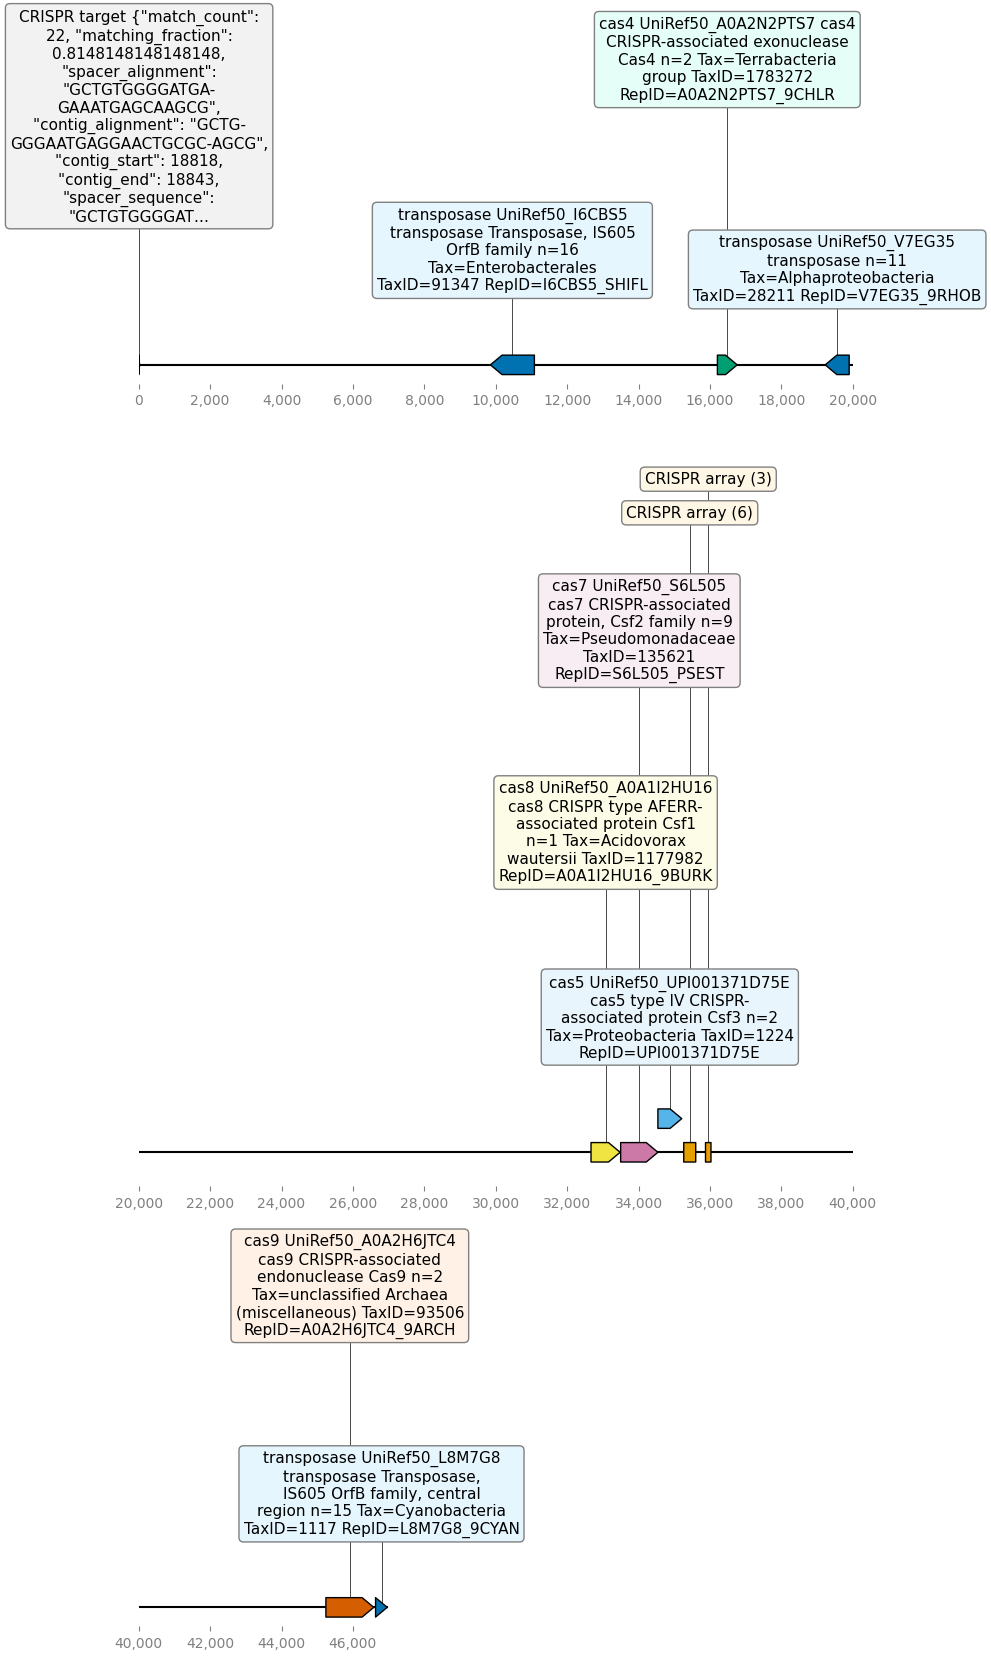 CRISPR target {"match_count":
22, "matching_fraction":
0.8148148148148148,
"spacer_alignment":
"GCTGTGGGGATGA-
GAAATGAGCAAGCG",
"contig_alignment": "GCTG-
GGGAATGAGGAACTGCGC-AGCG",
"contig_start": 18818,
"contig_end": 18843,
"spacer_sequence":
"GCTGTGGGGAT...
cas4 UniRef50_A0A2N2PTS7 cas4
CRISPR-associated exonuclease
Cas4 n=2 Tax=Terrabacteria
group TaxID=1783272
RepID=A0A2N2PTS7_9CHLR
transposase UniRef50_I6CBS5
transposase Transposase, IS605
OrfB family n=16
Tax=Enterobacterales
TaxID=91347 RepID=I6CBS5_SHIFL
transposase UniRef50_V7EG35
transposase n=11
Tax=Alphaproteobacteria
TaxID=28211 RepID=V7EG35_9RHOB
0 2,000 4,000 6,000 8,000 10,000 12,000 14,000 16,000 18,000 20,000
CRISPR array (3)
CRISPR array (6)
cas7 UniRef50_S6L505
cas7 CRISPR-associated
protein, Csf2 family n=9
Tax=Pseudomonadaceae
TaxID=135621
RepID=S6L505_PSEST
cas8 UniRef50_A0A1I2HU16
cas8 CRISPR type AFERR-
associated protein Csf1
n=1 Tax=Acidovorax
wautersii TaxID=1177982
RepID=A0A1I2HU16_9BURK
cas5 UniRef50_UPI001371D75E
cas5 type IV CRISPR-
associated protein Csf3 n=2
Tax=Proteobacteria TaxID=1224
RepID=UPI001371D75E
20,000 22,000 24,000 26,000 28,000 30,000 32,000 34,000 36,000 38,000 40,000
cas9 UniRef50_A0A2H6JTC4
cas9 CRISPR-associated
endonuclease Cas9 n=2
Tax=unclassified Archaea
(miscellaneous) TaxID=93506
RepID=A0A2H6JTC4_9ARCH
transposase UniRef50_L8M7G8
transposase Transposase,
IS605 OrfB family, central
region n=15 Tax=Cyanobacteria
TaxID=1117 RepID=L8M7G8_9CYAN
40,000 42,000 44,000 46,000